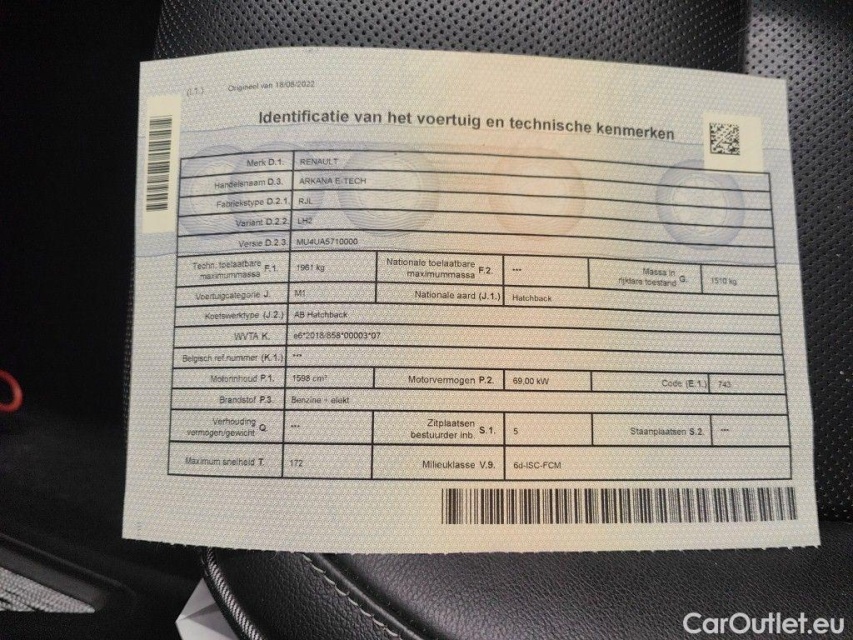 (I.1.) Origineel van 18/08/2022
Identificatie van het voertuig en technische kenmerken
Merk D.1. RENAULT
Handelsnaam D.3. ARKANA E-TECH
Fabriekstype D.2.1. RJL
Variant D.2.2. LH2
Versie D.2.3. MU4UA5710000
Techn. toelaatbare maximummassa F.1. 1961 kg Nationale toelaatbare maximummassa F.2. --- Massa in rijklare toestand G. 1510 kg
Voertuigcategorie J. M1 Nationale aard (J.1.) Hatchback
Koetswerktype (J.2.) AB Hatchback
WVTA K. e6*2018/858*00003*07
Belgisch ref.nummer (K.1.) ***
Motorinhoud P.1. 1598 cm³ Motorvermogen P.2. 69,00 kW Code (E.1.) 743
Brandstof P.3. Benzine + elekt
Verhouding vermogen/gewicht Q. --- Zitplaatsen bestuurder inb. S.1. 5 Staanplaatsen S.2. ---
Maximum snelheid T. 172 Milieuklasse V.9. 6d-ISC-FCM
CarOutlet.eu